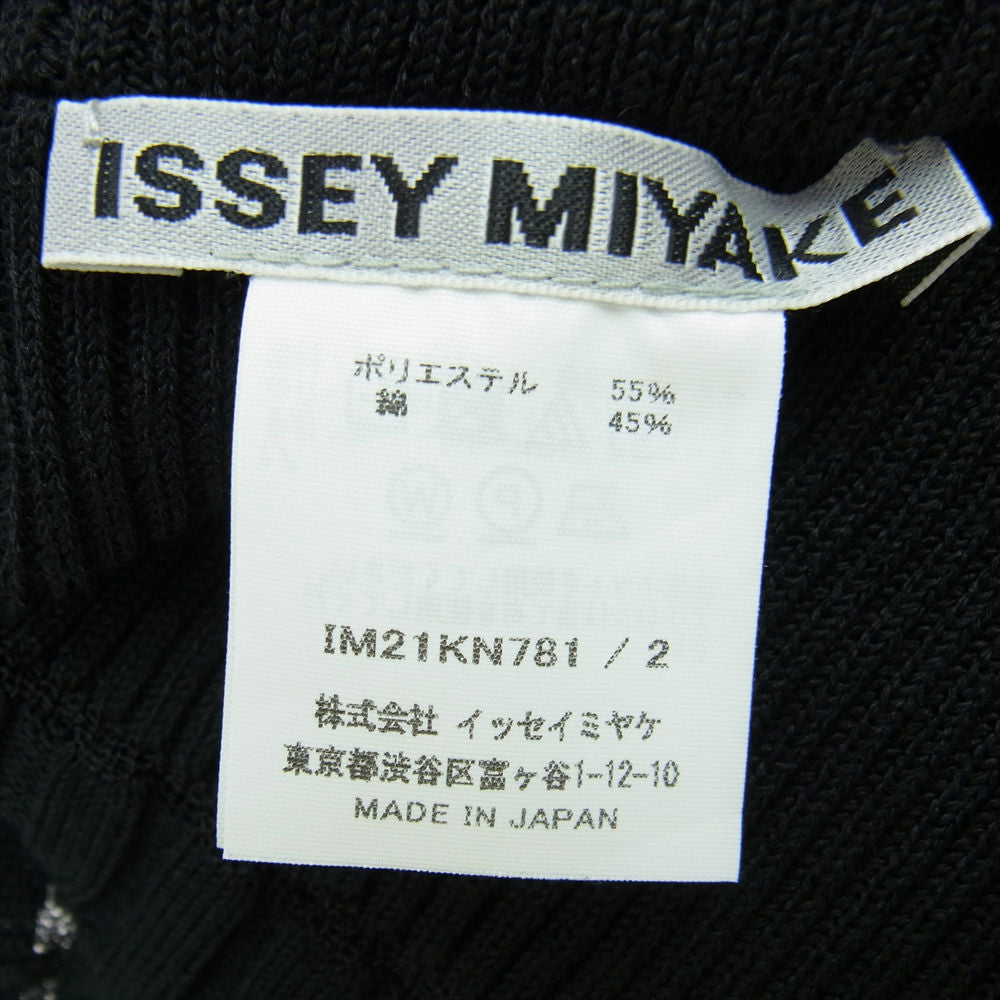 ISSEY MIYAKE
ポリエステル 55%
綿 45%
IM21KN781 / 2
株式会社 イッセイミヤケ
東京都渋谷区富ヶ谷1-12-10
MADE IN JAPAN